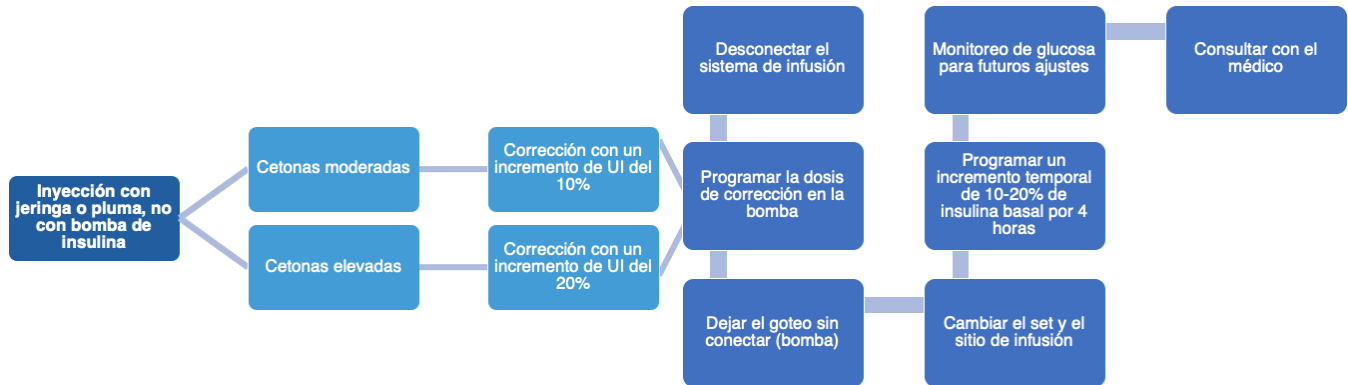 Inyección con
jeringa o pluma, no
con bomba de
insulina
Cetonas moderadas
Corrección con un
incremento de UI del
10%
Cetonas elevadas
Corrección con un
incremento de UI del
20%
Desconectar el
sistema de infusión
Programar la dosis
de corrección en la
bomba
Dejar el goteo sin
conectar (bomba)
Cambiar el set y el
sitio de infusión
Programar un
incremento temporal
de 10-20% de
insulina basal por 4
horas
Monitoreo de glucosa
para futuros ajustes
Consultar con el
médico